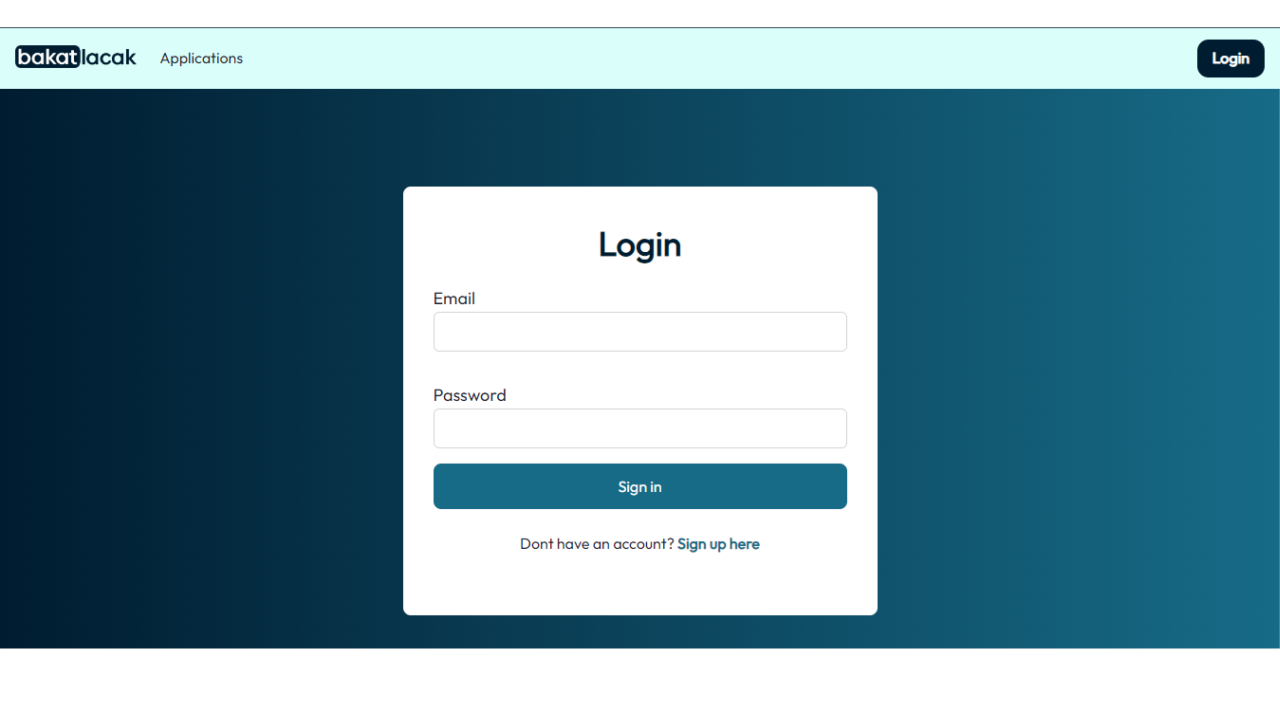 bakatlacak Applications Login
Login
Email
Password
Sign in
Dont have an account? Sign up here